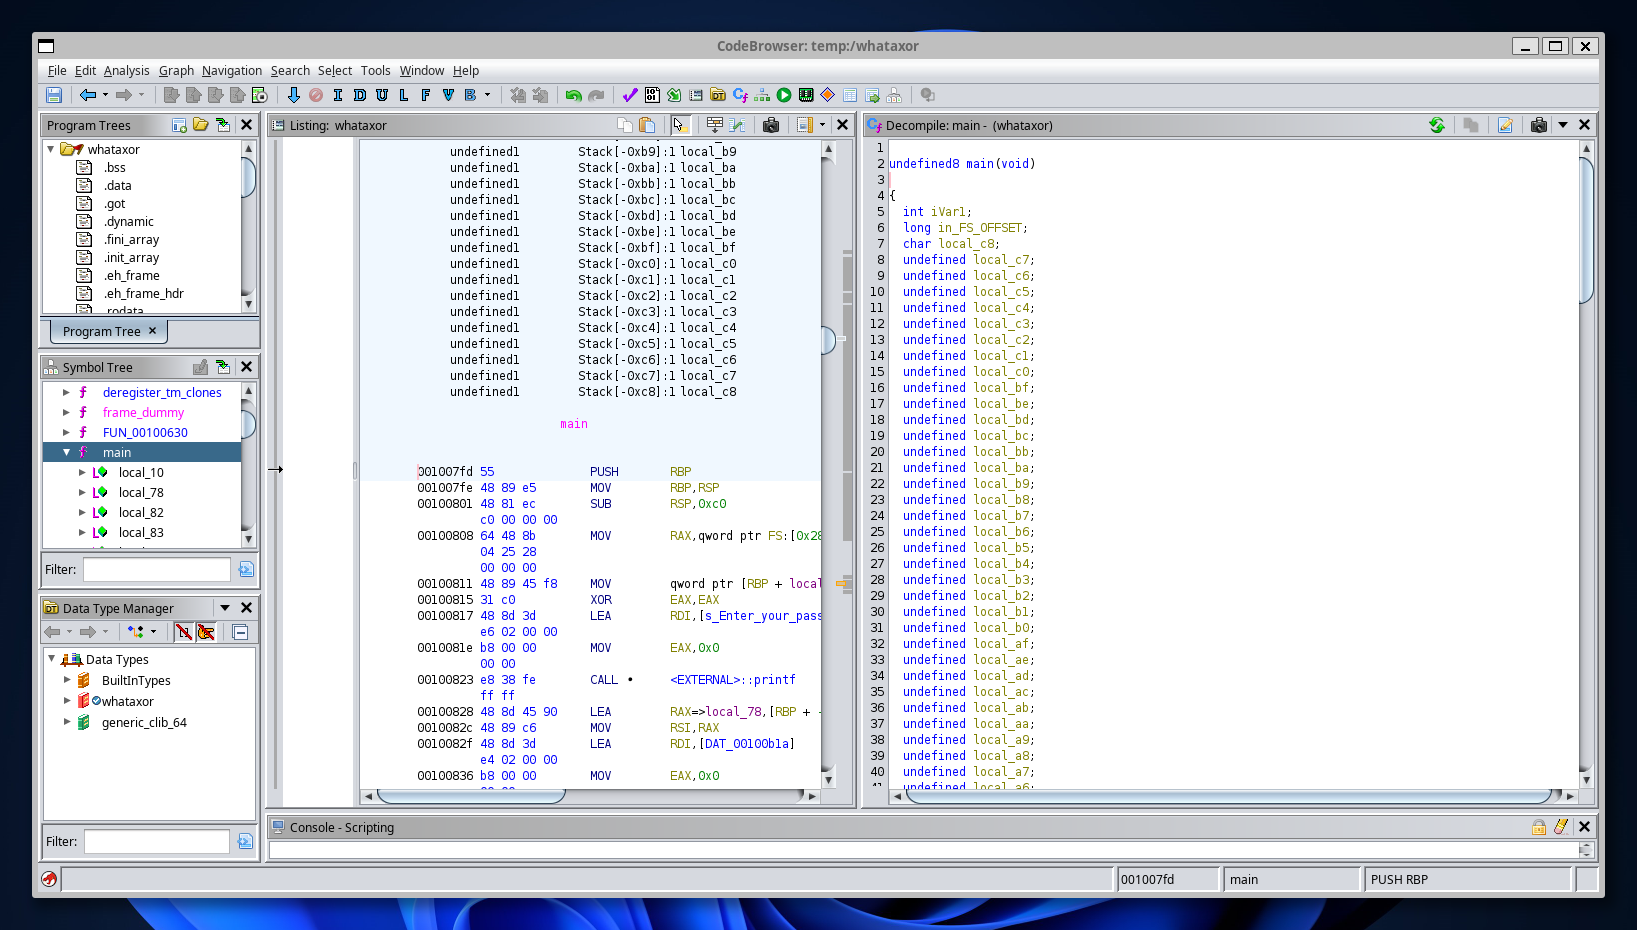 CodeBrowser: temp:/whataxor
File Edit Analysis Graph Navigation Search Select Tools Window Help
I D U L F V B
Program Trees
whataxor
.bss
.data
.got
.dynamic
.fini_array
.init_array
.eh_frame
.eh_frame_hdr
.rodata
Program Tree
Symbol Tree
deregister_tm_clones
frame_dummy
FUN_00100630
main
local_10
local_78
local_82
local_83
Filter:
Data Type Manager
Data Types
BuiltInTypes
whataxor
generic_clib_64
Filter:
Listing: whataxor
undefined1 Stack[-0xb9]:1 local_b9
undefined1 Stack[-0xba]:1 local_ba
undefined1 Stack[-0xbb]:1 local_bb
undefined1 Stack[-0xbc]:1 local_bc
undefined1 Stack[-0xbd]:1 local_bd
undefined1 Stack[-0xbe]:1 local_be
undefined1 Stack[-0xbf]:1 local_bf
undefined1 Stack[-0xc0]:1 local_c0
undefined1 Stack[-0xc1]:1 local_c1
undefined1 Stack[-0xc2]:1 local_c2
undefined1 Stack[-0xc3]:1 local_c3
undefined1 Stack[-0xc4]:1 local_c4
undefined1 Stack[-0xc5]:1 local_c5
undefined1 Stack[-0xc6]:1 local_c6
undefined1 Stack[-0xc7]:1 local_c7
undefined1 Stack[-0xc8]:1 local_c8
main
001007fd 55 PUSH RBP
001007fe 48 89 e5 MOV RBP,RSP
00100801 48 81 ec SUB RSP,0xc0
c0 00 00 00
00100808 64 48 8b MOV RAX,qword ptr FS:[0x28
04 25 28
00 00 00
00100811 48 89 45 f8 MOV qword ptr [RBP + local
00100815 31 c0 XOR EAX,EAX
00100817 48 8d 3d LEA RDI,[s_Enter_your_pass
e6 02 00 00
0010081e b8 00 00 MOV EAX,0x0
00 00
00100823 e8 38 fe CALL • <EXTERNAL>::printf
ff ff
00100828 48 8d 45 90 LEA RAX=>local_78,[RBP + -
0010082c 48 89 c6 MOV RSI,RAX
0010082f 48 8d 3d LEA RDI,[DAT_00100b1a]
e4 02 00 00
00100836 b8 00 00 MOV EAX,0x0
Decompile: main - (whataxor)
1
2 undefined8 main(void)
3
4 {
5 int iVar1;
6 long in_FS_OFFSET;
7 char local_c8;
8 undefined local_c7;
9 undefined local_c6;
10 undefined local_c5;
11 undefined local_c4;
12 undefined local_c3;
13 undefined local_c2;
14 undefined local_c1;
15 undefined local_c0;
16 undefined local_bf;
17 undefined local_be;
18 undefined local_bd;
19 undefined local_bc;
20 undefined local_bb;
21 undefined local_ba;
22 undefined local_b9;
23 undefined local_b8;
24 undefined local_b7;
25 undefined local_b6;
26 undefined local_b5;
27 undefined local_b4;
28 undefined local_b3;
29 undefined local_b2;
30 undefined local_b1;
31 undefined local_b0;
32 undefined local_af;
33 undefined local_ae;
34 undefined local_ad;
35 undefined local_ac;
36 undefined local_ab;
37 undefined local_aa;
38 undefined local_a9;
39 undefined local_a8;
40 undefined local_a7;
41 undefined local_a6;
Console - Scripting
001007fd main PUSH RBP